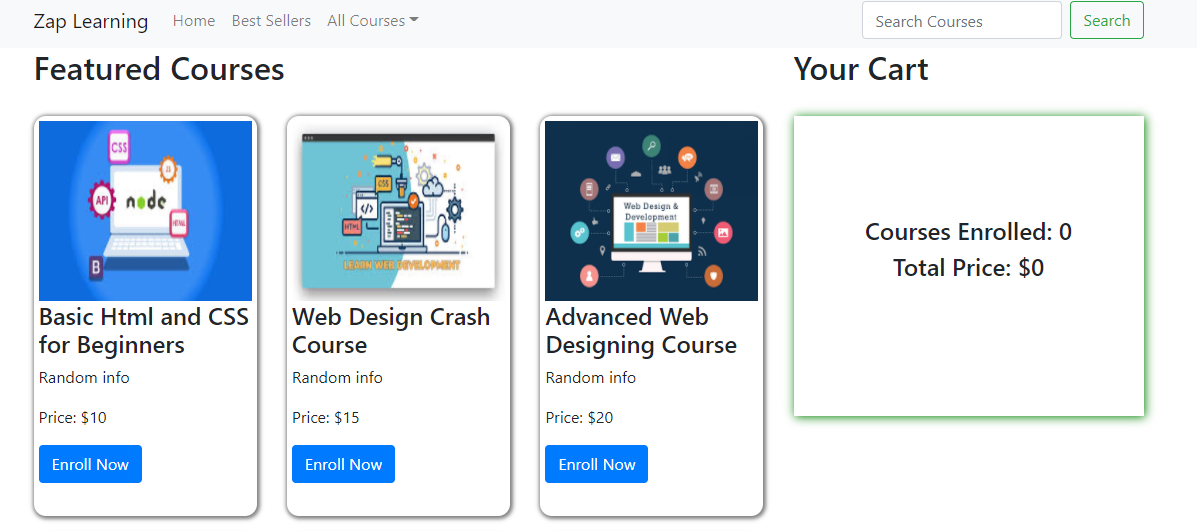 Zap Learning Home Best Sellers All Courses Search Courses Search
Featured Courses
Your Cart
CSS
JS
API
node
HTML
B
Basic Html and CSS
for Beginners
Random info
Price: $10
Enroll Now
CSS
</>
HTML
LEARN WEB DEVELOPMENT
Web Design Crash
Course
Random info
Price: $15
Enroll Now
Web Design &
Development
Advanced Web
Designing Course
Random info
Price: $20
Enroll Now
Courses Enrolled: 0
Total Price: $0